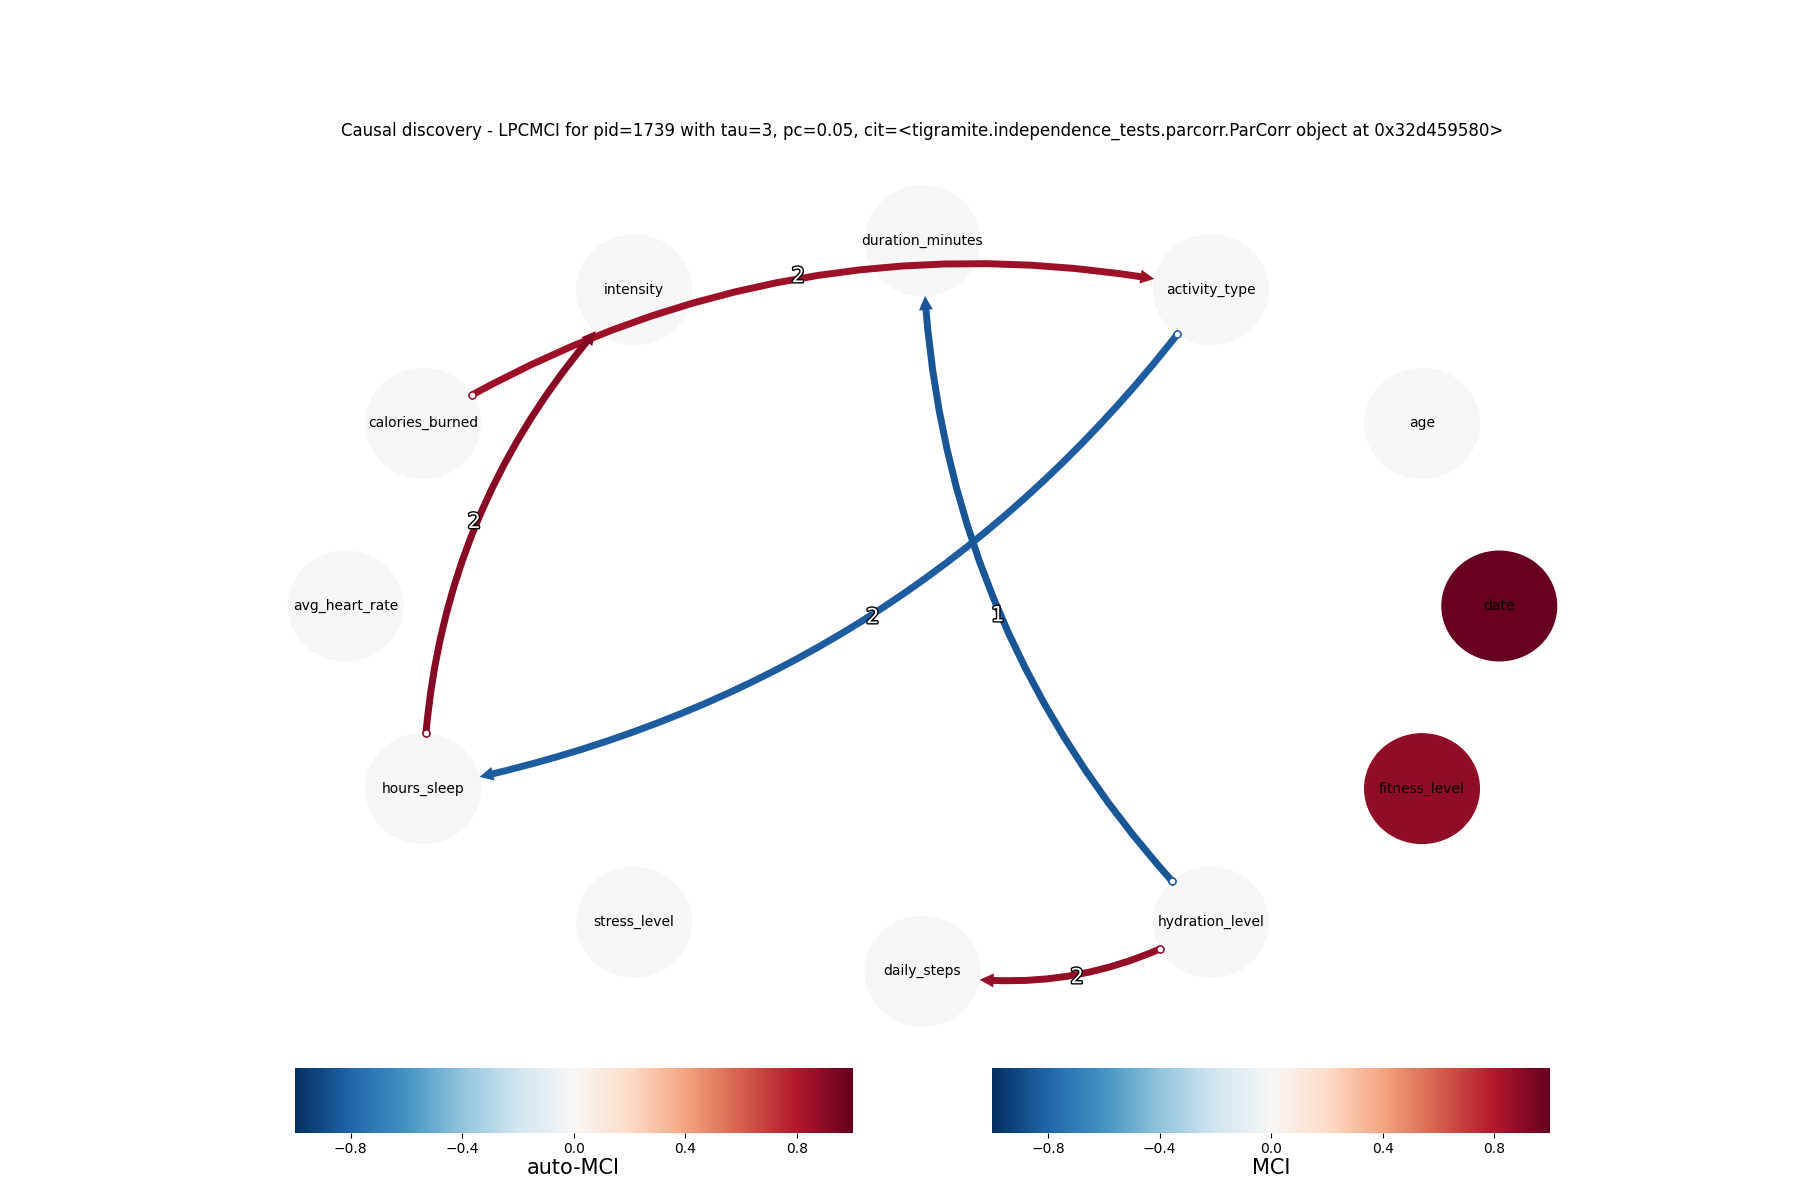 Causal discovery - LPCMCI for pid=1739 with tau=3, pc=0.05, cit=<tigramite.independence_tests.parcorr.ParCorr object at 0x32d459580>
duration_minutes
intensity
activity_type
2
calories_burned
age
2
avg_heart_rate
date
2
1
hours_sleep
fitness_level
stress_level
hydration_level
daily_steps
2
−0.8 −0.4 0.0 0.4 0.8
auto-MCI
−0.8 −0.4 0.0 0.4 0.8
MCI